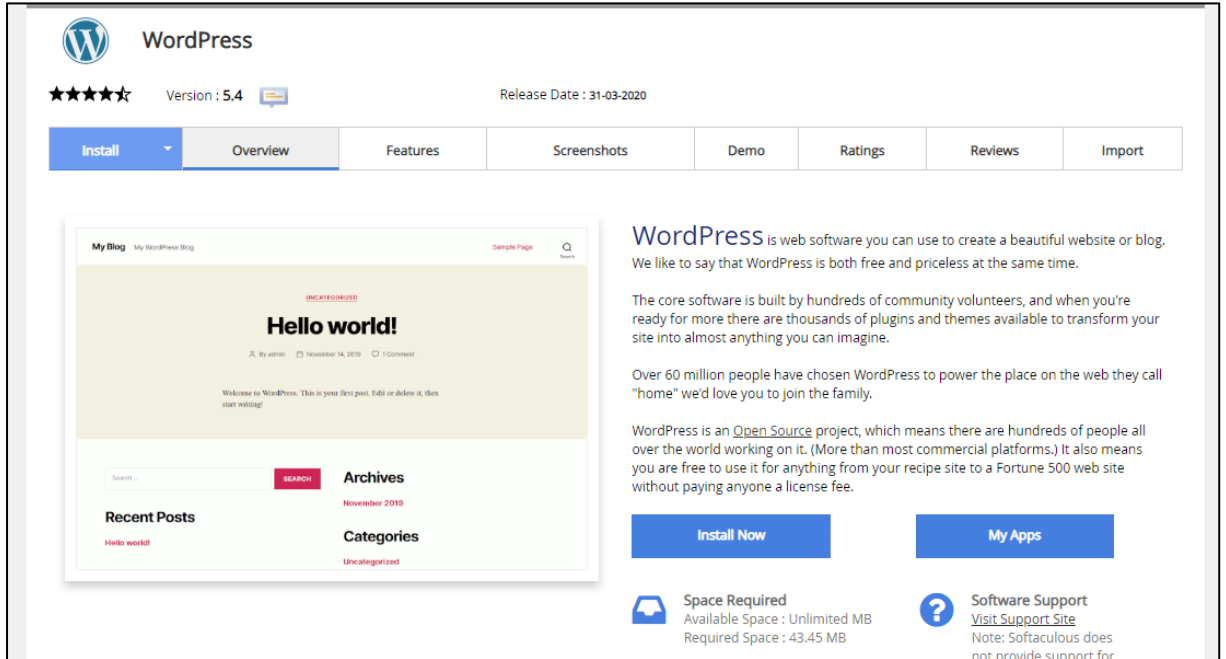 WordPress
Version : 5.4
Release Date : 31-03-2020
Install
Overview
Features
Screenshots
Demo
Ratings
Reviews
Import
My Blog My WordPress Blog
Sample Page
Search
UNCATEGORIZED
Hello world!
By admin November 14, 2019 1 Comment
Welcome to WordPress. This is your first post. Edit or delete it, then
start writing!
Search ...
SEARCH
Recent Posts
Hello world!
Archives
November 2019
Categories
Uncategorized
WordPress is web software you can use to create a beautiful website or blog.
We like to say that WordPress is both free and priceless at the same time.
The core software is built by hundreds of community volunteers, and when you're
ready for more there are thousands of plugins and themes available to transform your
site into almost anything you can imagine.
Over 60 million people have chosen WordPress to power the place on the web they call
"home" we'd love you to join the family.
WordPress is an Open Source project, which means there are hundreds of people all
over the world working on it. (More than most commercial platforms.) It also means
you are free to use it for anything from your recipe site to a Fortune 500 web site
without paying anyone a license fee.
Install Now
My Apps
Space Required
Available Space : Unlimited MB
Required Space : 43.45 MB
Software Support
Visit Support Site
Note: Softaculous does
not provide support for